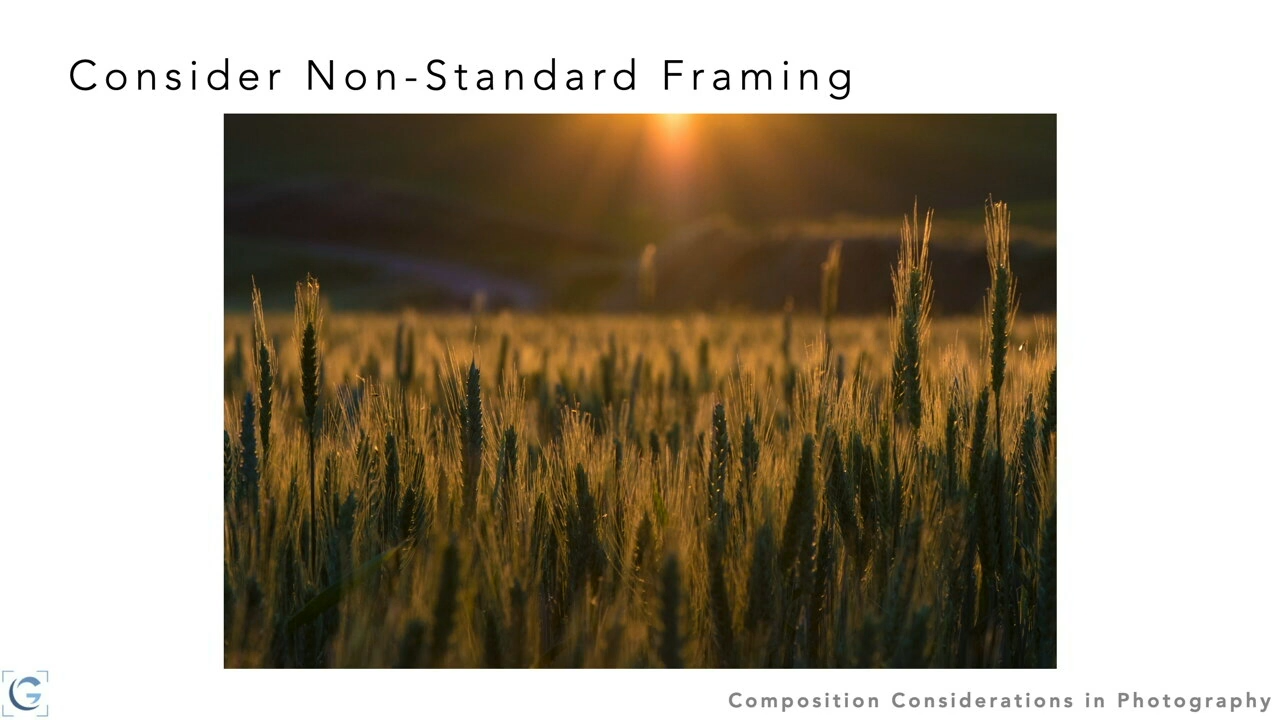 Consider Non-Standard Framing
G
Composition Considerations in Photography